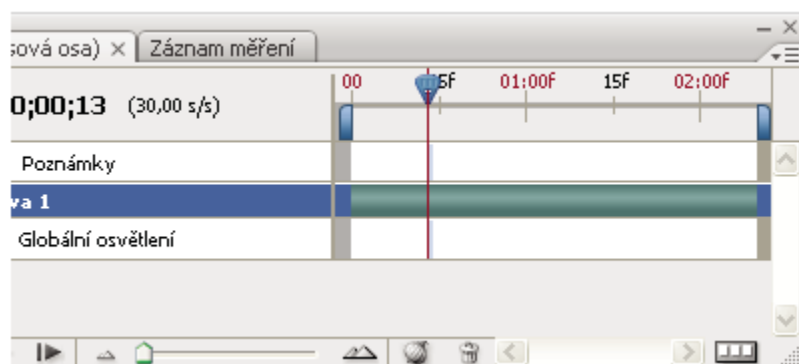 sová osa) × Záznam měření
00 5f 01:00f 15f 02:00f
0;00;13 (30,00 s/s)
Poznámky
va 1
Globální osvětlení